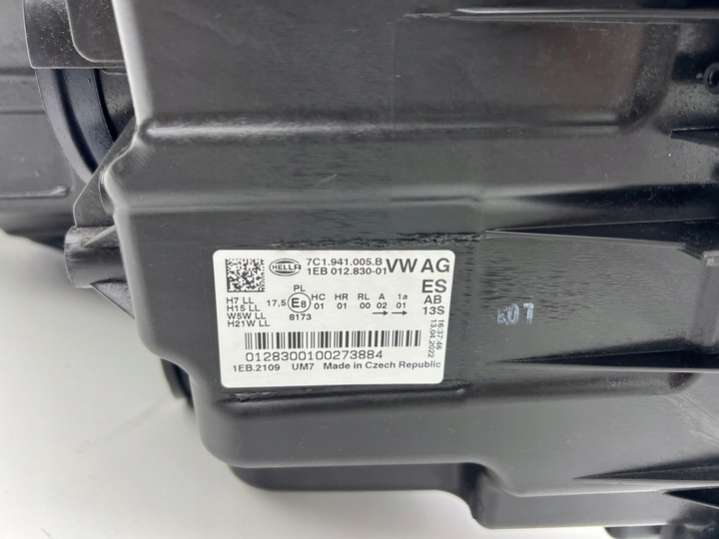 HELLA
7C1.941.005.B
1EB 012.830-01
VW AG
ES
AB
13S
16:37:46
13.04.2022
H7 LL
H15 LL
W5W LL
H21W LL
PL
17.5 E8
8173
HC HR RL A 1a
01 01 00 02 01
→ →
0128300100273884
1EB.2109 UM7 Made in Czech Republic
07